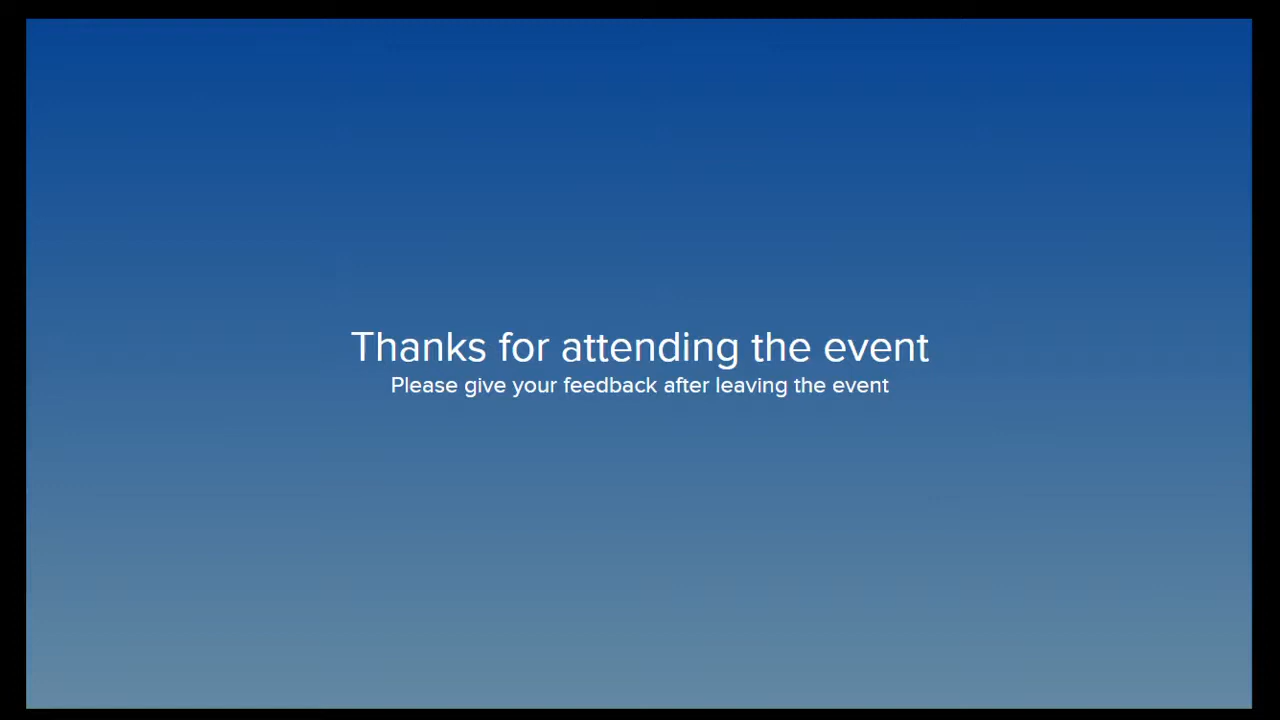 Thanks for attending the event
Please give your feedback after leaving the event